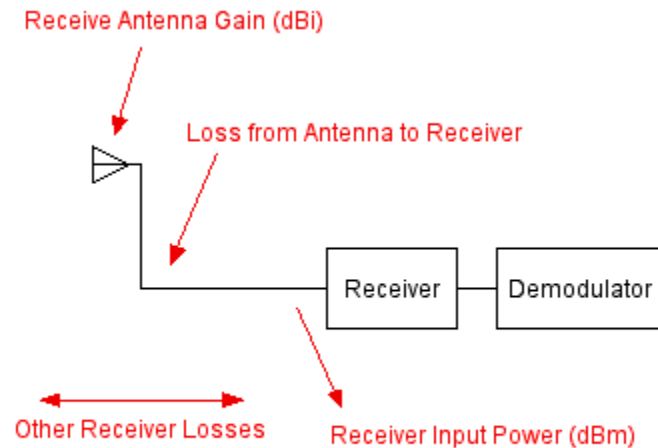 Receive Antenna Gain (dBi)
Loss from Antenna to Receiver
Receiver
Demodulator
Other Receiver Losses
Receiver Input Power (dBm)